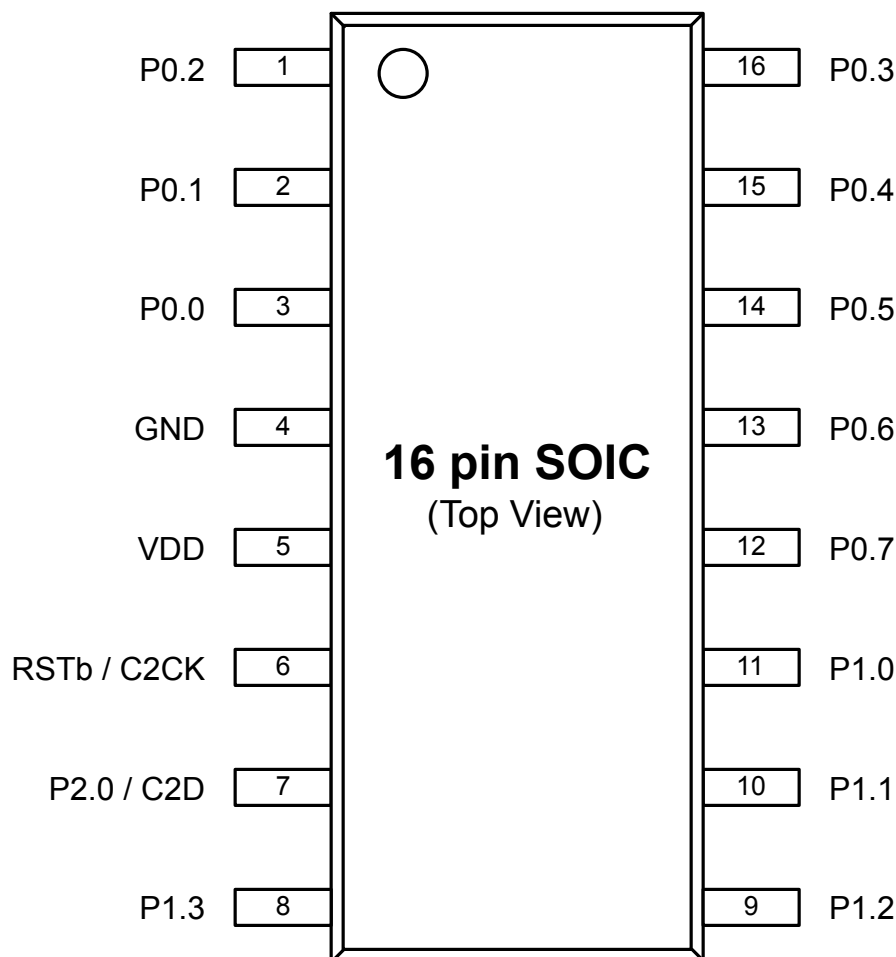 P0.2 1 16 P0.3
P0.1 2 15 P0.4
P0.0 3 14 P0.5
GND 4 13 P0.6
16 pin SOIC
(Top View)
VDD 5 12 P0.7
RSTb / C2CK 6 11 P1.0
P2.0 / C2D 7 10 P1.1
P1.3 8 9 P1.2